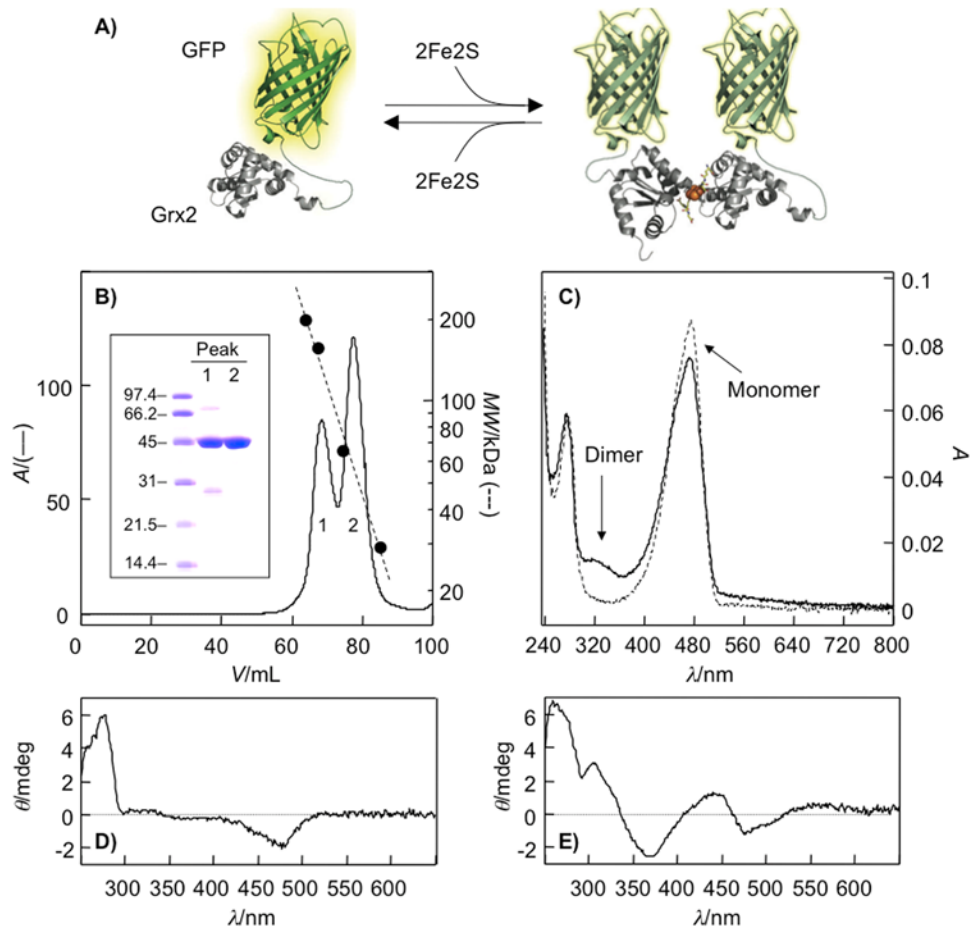 A)
GFP
2Fe2S
2Fe2S
Grx2
B)
Peak
1 2
97.4
66.2
45
31
21.5
14.4
1
2
100
50
0
A/(—)
200
100
80
60
40
20
MW/kDa (---)
0 20 40 60 80 100
V/mL
C)
Monomer
Dimer
0.1
0.08
0.06
0.04
0.02
0
A
240 320 400 480 560 640 720 800
λ/nm
6
4
2
0
-2
θ/mdeg
D)
300 350 400 450 500 550 600
λ/nm
6
4
2
0
-2
θ/mdeg
E)
300 350 400 450 500 550 600
λ/nm